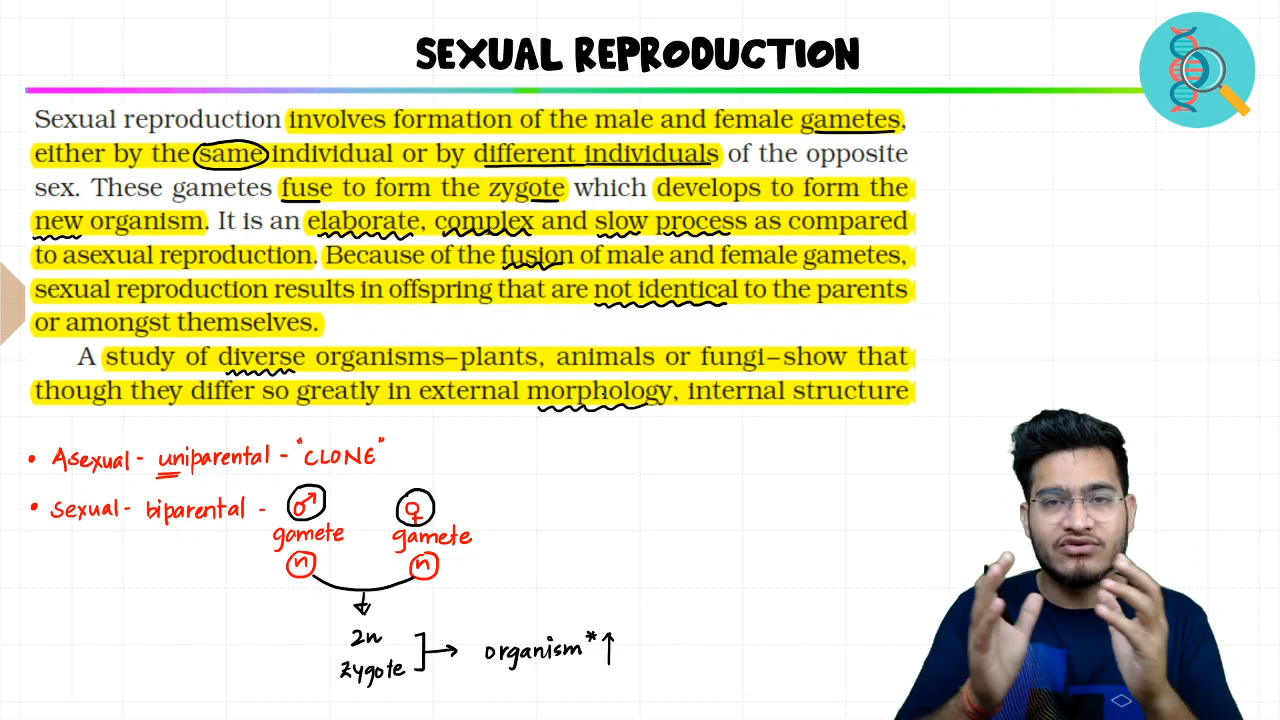 SEXUAL REPRODUCTION
Sexual reproduction involves formation of the male and female gametes,
either by the same individual or by different individuals of the opposite
sex. These gametes fuse to form the zygote which develops to form the
new organism. It is an elaborate, complex and slow process as compared
to asexual reproduction. Because of the fusion of male and female gametes,
sexual reproduction results in offspring that are not identical to the parents
or amongst themselves.
A study of diverse organisms–plants, animals or fungi–show that
though they differ so greatly in external morphology, internal structure
• Asexual - uniparental - "CLONE"
• Sexual - biparental - ♂ ♀
gamete gamete
n n
2n
zygote → organism* ↑